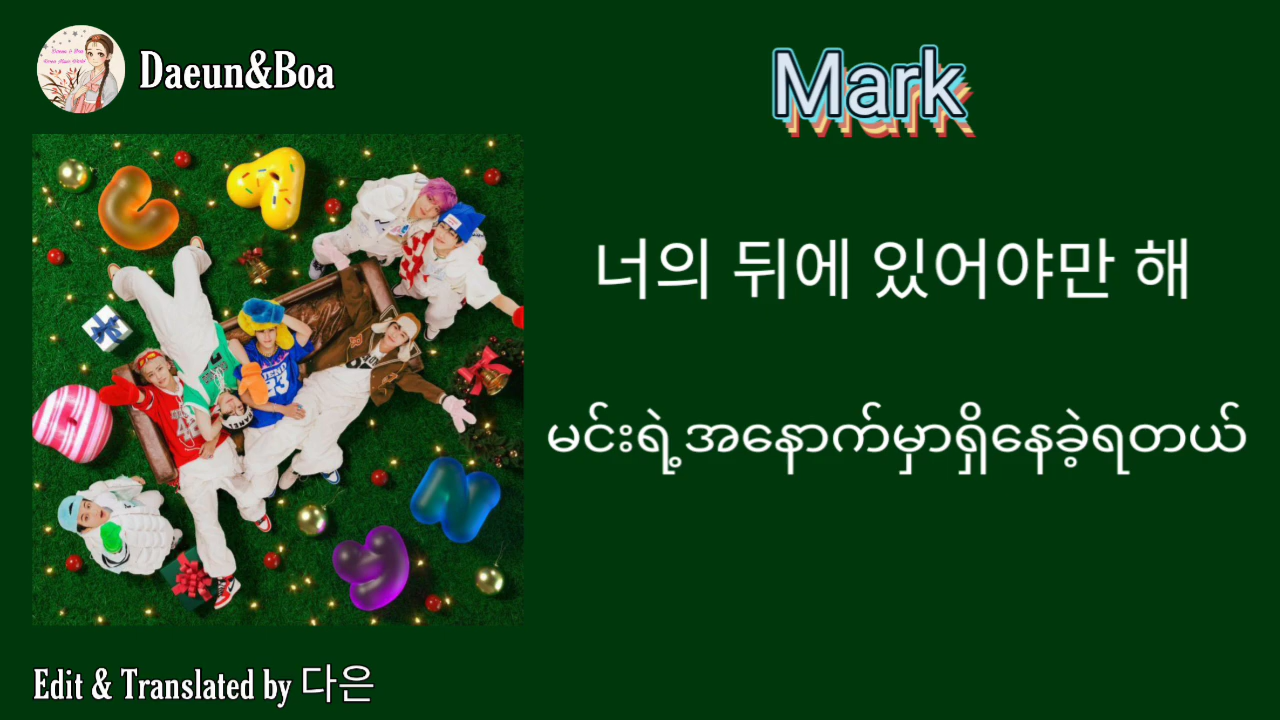 Daeun&Boa
Mark
너의 뒤에 있어야만 해
မင်းရဲ့အနောက်မှာရှိနေခဲ့ရတယ်
Edit & Translated by 다은